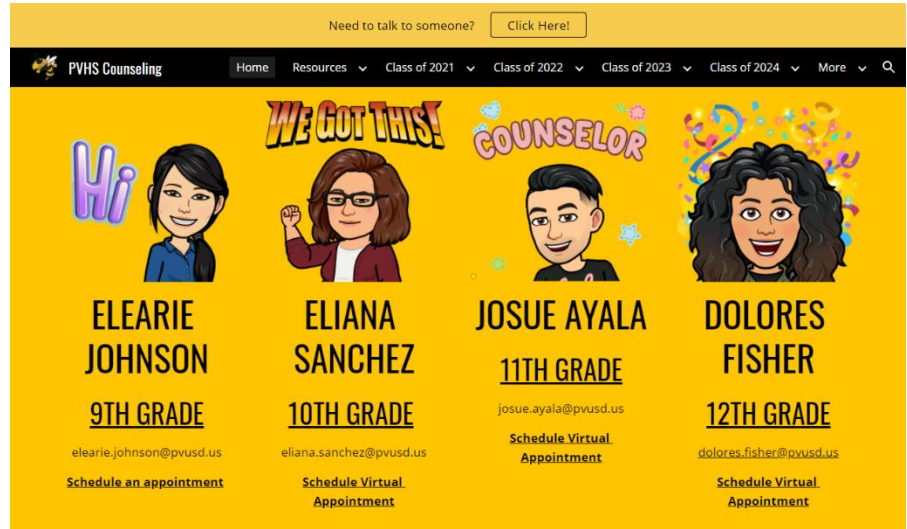 Need to talk to someone? Click Here!
PVHS Counseling Home Resources Class of 2021 Class of 2022 Class of 2023 Class of 2024 More
Hi
WE GOT THIS!
COUNSELOR
ELEARIE
JOHNSON
9TH GRADE
elearie.johnson@pvusd.us
Schedule an appointment
ELIANA
SANCHEZ
10TH GRADE
eliana.sanchez@pvusd.us
Schedule Virtual
Appointment
JOSUE AYALA
11TH GRADE
josue.ayala@pvusd.us
Schedule Virtual
Appointment
DOLORES
FISHER
12TH GRADE
dolores.fisher@pvusd.us
Schedule Virtual
Appointment